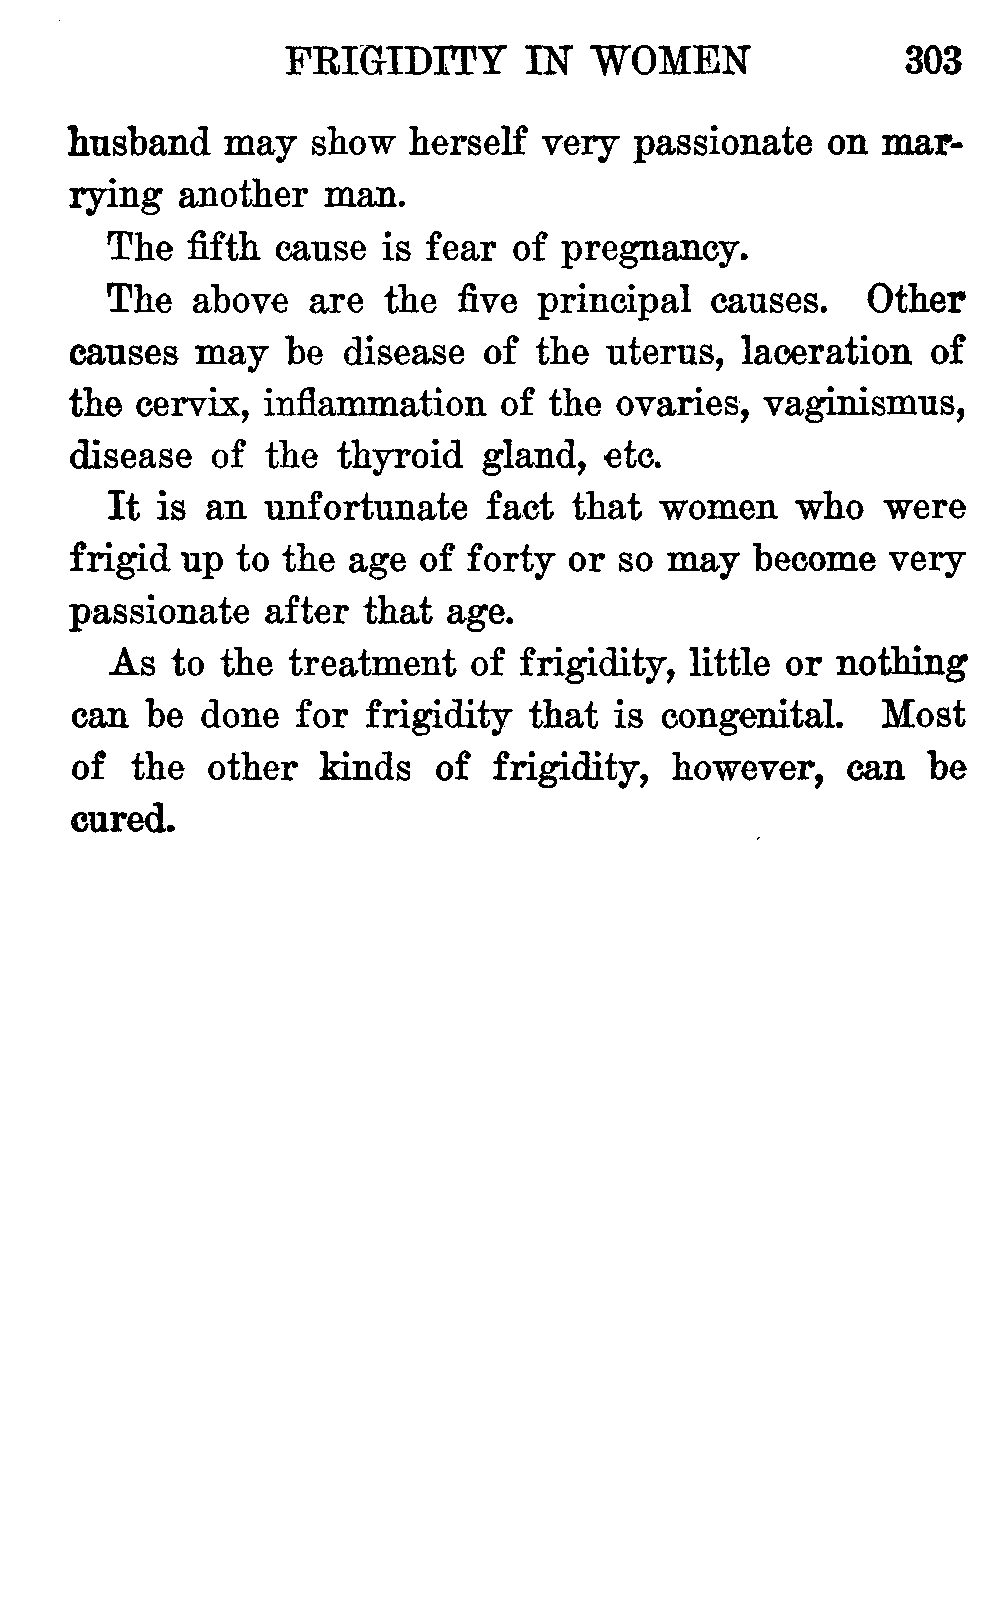 FRIGIDITY IN WOMEN 303
husband may show herself very passionate on mar-
rying another man.
The fifth cause is fear of pregnancy.
The above are the five principal causes. Other
causes may be disease of the uterus, laceration of
the cervix, inflammation of the ovaries, vaginismus,
disease of the thyroid gland, etc.
It is an unfortunate fact that women who were
frigid up to the age of forty or so may become very
passionate after that age.
As to the treatment of frigidity, little or nothing
can be done for frigidity that is congenital. Most
of the other kinds of frigidity, however, can be
cured.